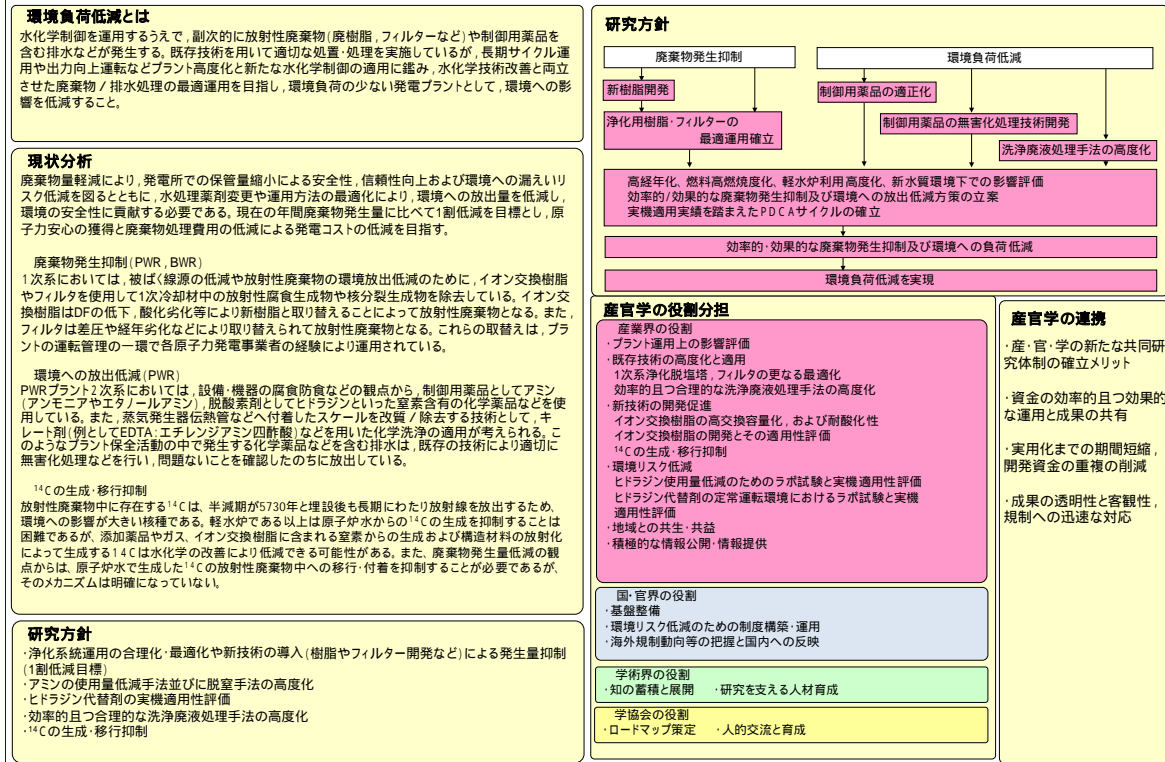 環境負荷低減とは
水化学制御を運用するうえで，副次的に放射性廃棄物(廃樹脂，フィルターなど)や制御用薬品を
含む排水などが発生する。既存技術を用いて適切な処置・処理を実施しているが，長期サイクル運
用や出力向上運転などプラント高度化と新たな水化学制御の適用に鑑み，水化学技術改善と両立
させた廃棄物／排水処理の最適運用を目指し，環境負荷の少ない発電プラントとして，環境への影
響を低減すること。
現状分析
廃棄物量軽減により，発電所での保管量縮小による安全性，信頼性向上および環境への漏えいリ
スク低減を図るとともに，水処理薬剤変更や運用方法の最適化により，環境への放出量を低減し，
環境の安全性に貢献する必要である。現在の年間廃棄物発生量に比べて1割低減を目標とし，原
子力安心の獲得と廃棄物処理費用の低減による発電コストの低減を目指す。
廃棄物発生抑制(PWR，BWR)
1次系においては，被ばく線源の低減や放射性廃棄物の環境放出低減のために，イオン交換樹脂
やフィルタを使用して1次冷却材中の放射性腐食生成物や核分裂生成物を除去している。イオン交
換樹脂はDFの低下，酸化劣化等により新樹脂と取り替えることによって放射性廃棄物となる。また，
フィルタは差圧や経年劣化などにより取り替えられて放射性廃棄物となる。これらの取替えは，プラ
ントの運転管理の一環で各原子力発電事業者の経験により運用されている。
環境への放出低減(PWR)
PWRプラント2次系においては，設備・機器の腐食防食などの観点から，制御用薬品としてアミン
(アンモニアやエタノールアミン)，脱酸素剤としてヒドラジンといった窒素含有の化学薬品などを使
用している。また，蒸気発生器伝熱管などへ付着したスケールを改質／除去する技術として，キ
レート剤(例としてEDTA：エチレンジアミン四酢酸)などを用いた化学洗浄の適用が考えられる。こ
のようなプラント保全活動の中で発生する化学薬品などを含む排水は，既存の技術により適切に
無害化処理などを行い，問題ないことを確認したのちに放出している。
¹⁴Cの生成・移行抑制
放射性廃棄物中に存在する¹⁴Cは、半減期が5730年と埋設後も長期にわたり放射線を放出するため、
環境への影響が大きい核種である。軽水炉である以上は原子炉水からの¹⁴Cの生成を抑制することは
困難であるが、添加薬品やガス、イオン交換樹脂に含まれる窒素からの生成および構造材料の放射化
によって生成する14Cは水化学の改善により低減できる可能性がある。また、廃棄物発生量低減の観
点からは、原子炉水で生成した¹⁴Cの放射性廃棄物中への移行・付着を抑制することが必要であるが、
そのメカニズムは明確になっていない。
研究方針
・浄化系統運用の合理化・最適化や新技術の導入(樹脂やフィルター開発など)による発生量抑制
(1割低減目標)
・アミンの使用量低減手法並びに脱窒手法の高度化
・ヒドラジン代替剤の実機適用性評価
・効率的且つ合理的な洗浄廃液処理手法の高度化
・¹⁴Cの生成・移行抑制
研究方針
廃棄物発生抑制
環境負荷低減
新樹脂開発
制御用薬品の適正化
浄化用樹脂・フィルターの
最適運用確立
制御用薬品の無害化処理技術開発
洗浄廃液処理手法の高度化
高経年化、燃料高燃焼度化、軽水炉利用高度化、新水質環境下での影響評価
効率的/効果的な廃棄物発生抑制及び環境への放出低減方策の立案
実機適用実績を踏まえたPDCAサイクルの確立
効率的・効果的な廃棄物発生抑制及び環境への負荷低減
環境負荷低減を実現
産官学の役割分担
産業界の役割
・プラント運用上の影響評価
・既存技術の高度化と適用
1次系浄化脱塩塔，フィルタの更なる最適化
効率的且つ合理的な洗浄廃液処理手法の高度化
・新技術の開発促進
イオン交換樹脂の高交換容量化，および耐酸化性
イオン交換樹脂の開発とその適用性評価
¹⁴Cの生成・移行抑制
・環境リスク低減
ヒドラジン使用量低減のためのラボ試験と実機適用性評価
ヒドラジン代替剤の定常運転環境におけるラボ試験と実機
適用性評価
・地域との共生・共益
・積極的な情報公開・情報提供
国・官界の役割
・基盤整備
・環境リスク低減のための制度構築・運用
・海外規制動向等の把握と国内への反映
学術界の役割
・知の蓄積と展開　・研究を支える人材育成
学協会の役割
・ロードマップ策定　・人的交流と育成
産官学の連携
・産・官・学の新たな共同研
究体制の確立メリット
・資金の効率的且つ効果的
な運用と成果の共有
・実用化までの期間短縮，
開発資金の重複の削減
・成果の透明性と客観性，
規制への迅速な対応